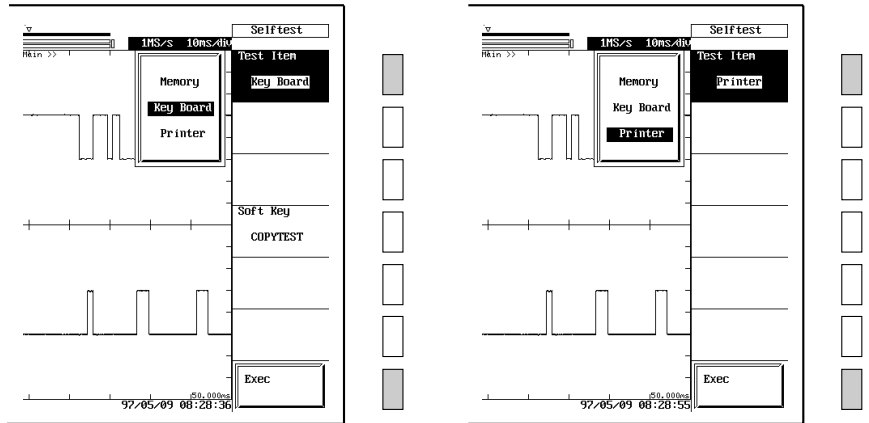 Selftest
1MS/s 10ms/div
Main >>
Test Item
Key Board
Memory
Key Board
Printer
Soft Key
COPYTEST
Exec
50.000ms
97/05/09 08:28:36
Selftest
1MS/s 10ms/div
Main >>
Test Item
Printer
Memory
Key Board
Printer
Exec
50.000ms
97/05/09 08:28:55